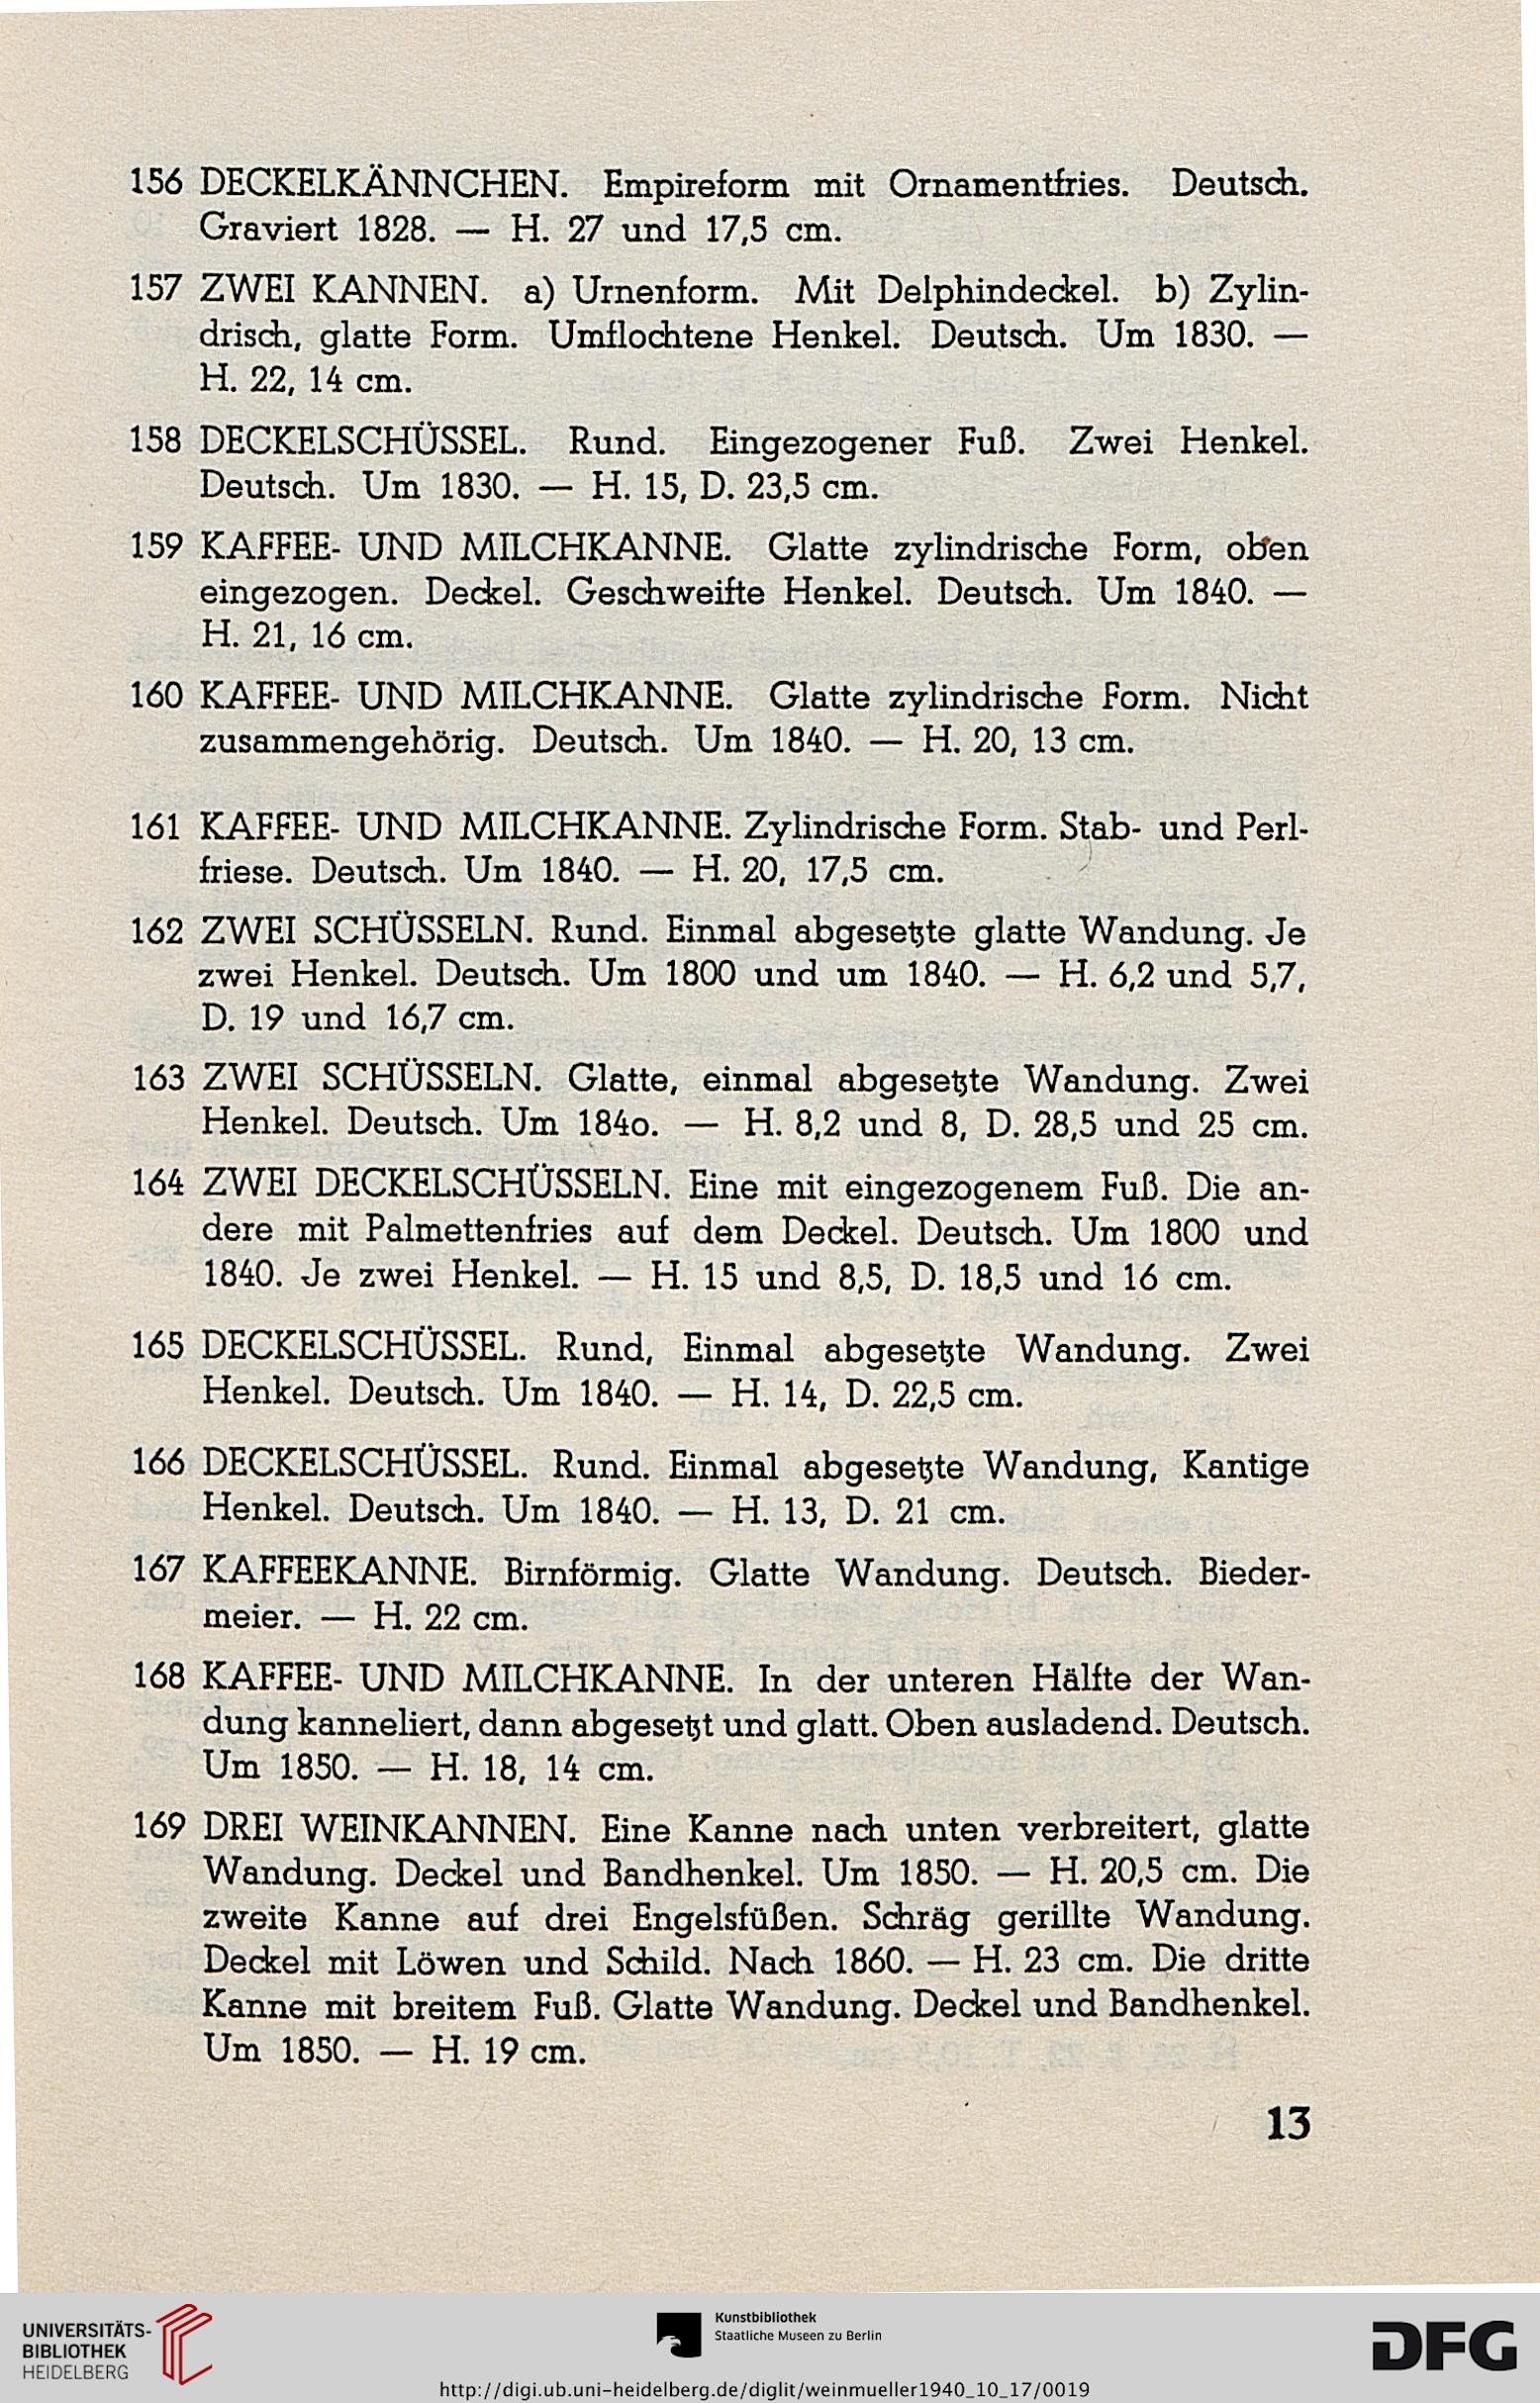 156 DECKELKÄNNCHEN. Empireform mit Ornamentfries. Deutsch.
Graviert 1828. — H. 27 und 17,5 cm.
157 ZWEI KANNEN. a) Urnenform. Mit Delphindeckel. b) Zylin-
drisch, glatte Form. Umflochtene Henkel. Deutsch. Um 1830. —
H. 22, 14 cm.
158 DECKELSCHÜSSEL. Rund. Eingezogener Fuß. Zwei Henkel.
Deutsch. Um 1830. — H. 15, D. 23,5 cm.
159 KAFFEE- UND MILCHKANNE. Glatte zylindrische Form, oben
eingezogen. Deckel. Geschweifte Henkel. Deutsch. Um 1840. —
H. 21, 16 cm.
160 KAFFEE- UND MILCHKANNE. Glatte zylindrische Form. Nicht
zusammengehörig. Deutsch. Um 1840. — H. 20, 13 cm.
161 KAFFEE- UND MILCHKANNE. Zylindrische Form. Stab- und Perl-
friese. Deutsch. Um 1840. — H. 20, 17,5 cm.
162 ZWEI SCHÜSSELN. Rund. Einmal abgesetzte glatte Wandung. Je
zwei Henkel. Deutsch. Um 1800 und um 1840. — H. 6,2 und 5,7,
D. 19 und 16,7 cm.
163 ZWEI SCHÜSSELN. Glatte, einmal abgesetzte Wandung. Zwei
Henkel. Deutsch. Um 184o. — H. 8,2 und 8, D. 28,5 und 25 cm.
164 ZWEI DECKELSCHÜSSELN. Eine mit eingezogenem Fuß. Die an-
dere mit Palmettenfries auf dem Deckel. Deutsch. Um 1800 und
1840. Je zwei Henkel. — H. 15 und 8,5, D. 18,5 und 16 cm.
165 DECKELSCHÜSSEL. Rund, Einmal abgesetzte Wandung. Zwei
Henkel. Deutsch. Um 1840. — H. 14, D. 22,5 cm.
166 DECKELSCHÜSSEL. Rund. Einmal abgesetzte Wandung, Kantige
Henkel. Deutsch. Um 1840. — H. 13, D. 21 cm.
167 KAFFEEKANNE. Birnförmig. Glatte Wandung. Deutsch. Bieder-
meier. — H. 22 cm.
168 KAFFEE- UND MILCHKANNE. In der unteren Hälfte der Wan-
dung kanneliert, dann abgesetzt und glatt. Oben ausladend. Deutsch.
Um 1850. — H. 18, 14 cm.
169 DREI WEINKANNEN. Eine Kanne nach unten verbreitert, glatte
Wandung. Deckel und Bandhenkel. Um 1850. — H. 20,5 cm. Die
zweite Kanne auf drei Engelsfüßen. Schräg gerillte Wandung.
Deckel mit Löwen und Schild. Nach 1860. — H. 23 cm. Die dritte
Kanne mit breitem Fuß. Glatte Wandung. Deckel und Bandhenkel.
Um 1850. — H. 19 cm.
13
UNIVERSITÄTS-
BIBLIOTHEK
HEIDELBERG
Kunstbibliothek
Staatliche Museen zu Berlin
DFG
http://digi.ub.uni-heidelberg.de/diglit/weinmueller1940_10_17/0019